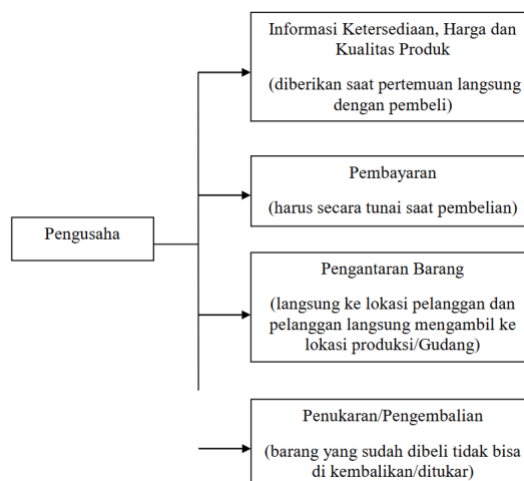 Informasi Ketersediaan, Harga dan
Kualitas Produk
(diberikan saat pertemuan langsung
dengan pembeli)
Pembayaran
(harus secara tunai saat pembelian)
Pengusaha
Pengantaran Barang
(langsung ke lokasi pelanggan dan
pelanggan langsung mengambil ke
lokasi produksi/Gudang)
Penukaran/Pengembalian
(barang yang sudah dibeli tidak bisa
di kembalikan/ditukar)